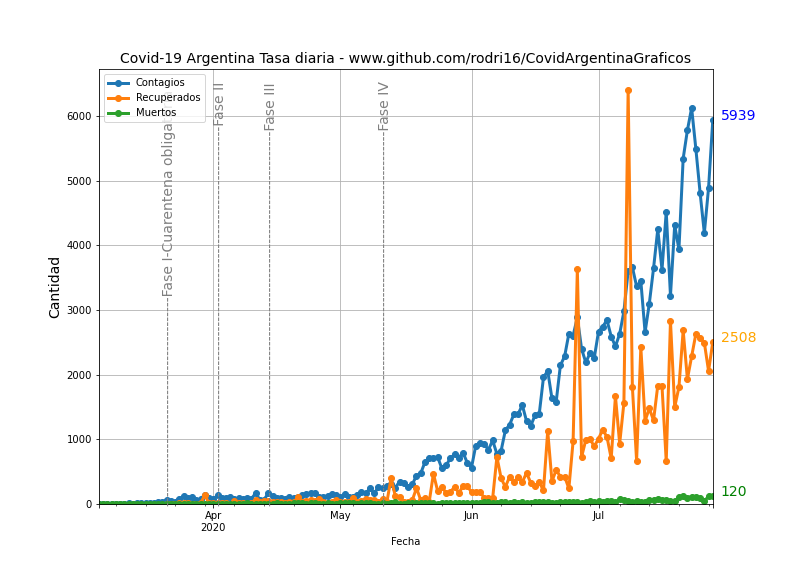 Covid-19 Argentina Tasa diaria - www.github.com/rodri16/CovidArgentinaGraficos
Contagios
Recuperados
Muertos
Fase I-Cuarentena obligat
Fase II
Fase III
Fase IV
Cantidad
6000
5000
4000
3000
2000
1000
0
5939
2508
120
Apr
2020
May
Jun
Jul
Fecha